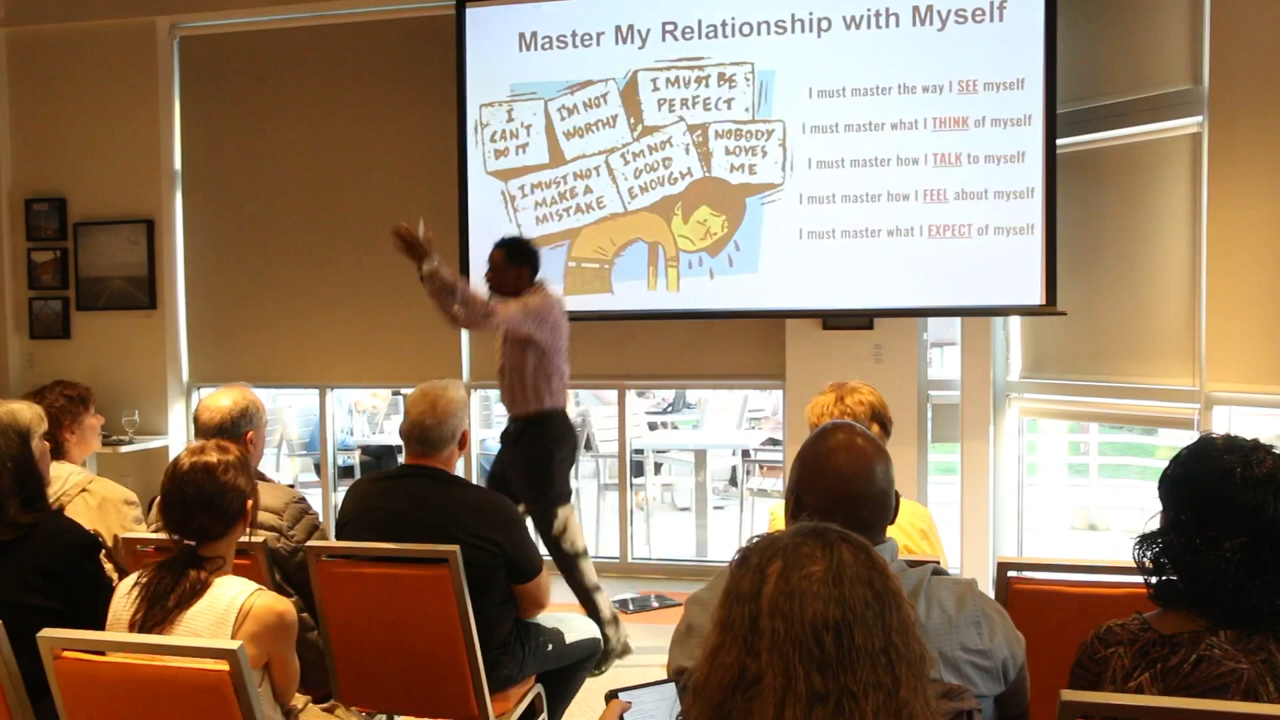 Master My Relationship with Myself
I
CAN'T
DO IT
I'M NOT
WORTHY
I MUST BE
PERFECT
I MUST NOT
MAKE A
MISTAKE
I'M NOT
GOOD
ENOUGH
NOBODY
LOVES
ME
I must master the way I SEE myself
I must master what I THINK of myself
I must master how I TALK to myself
I must master how I FEEL about myself
I must master what I EXPECT of myself